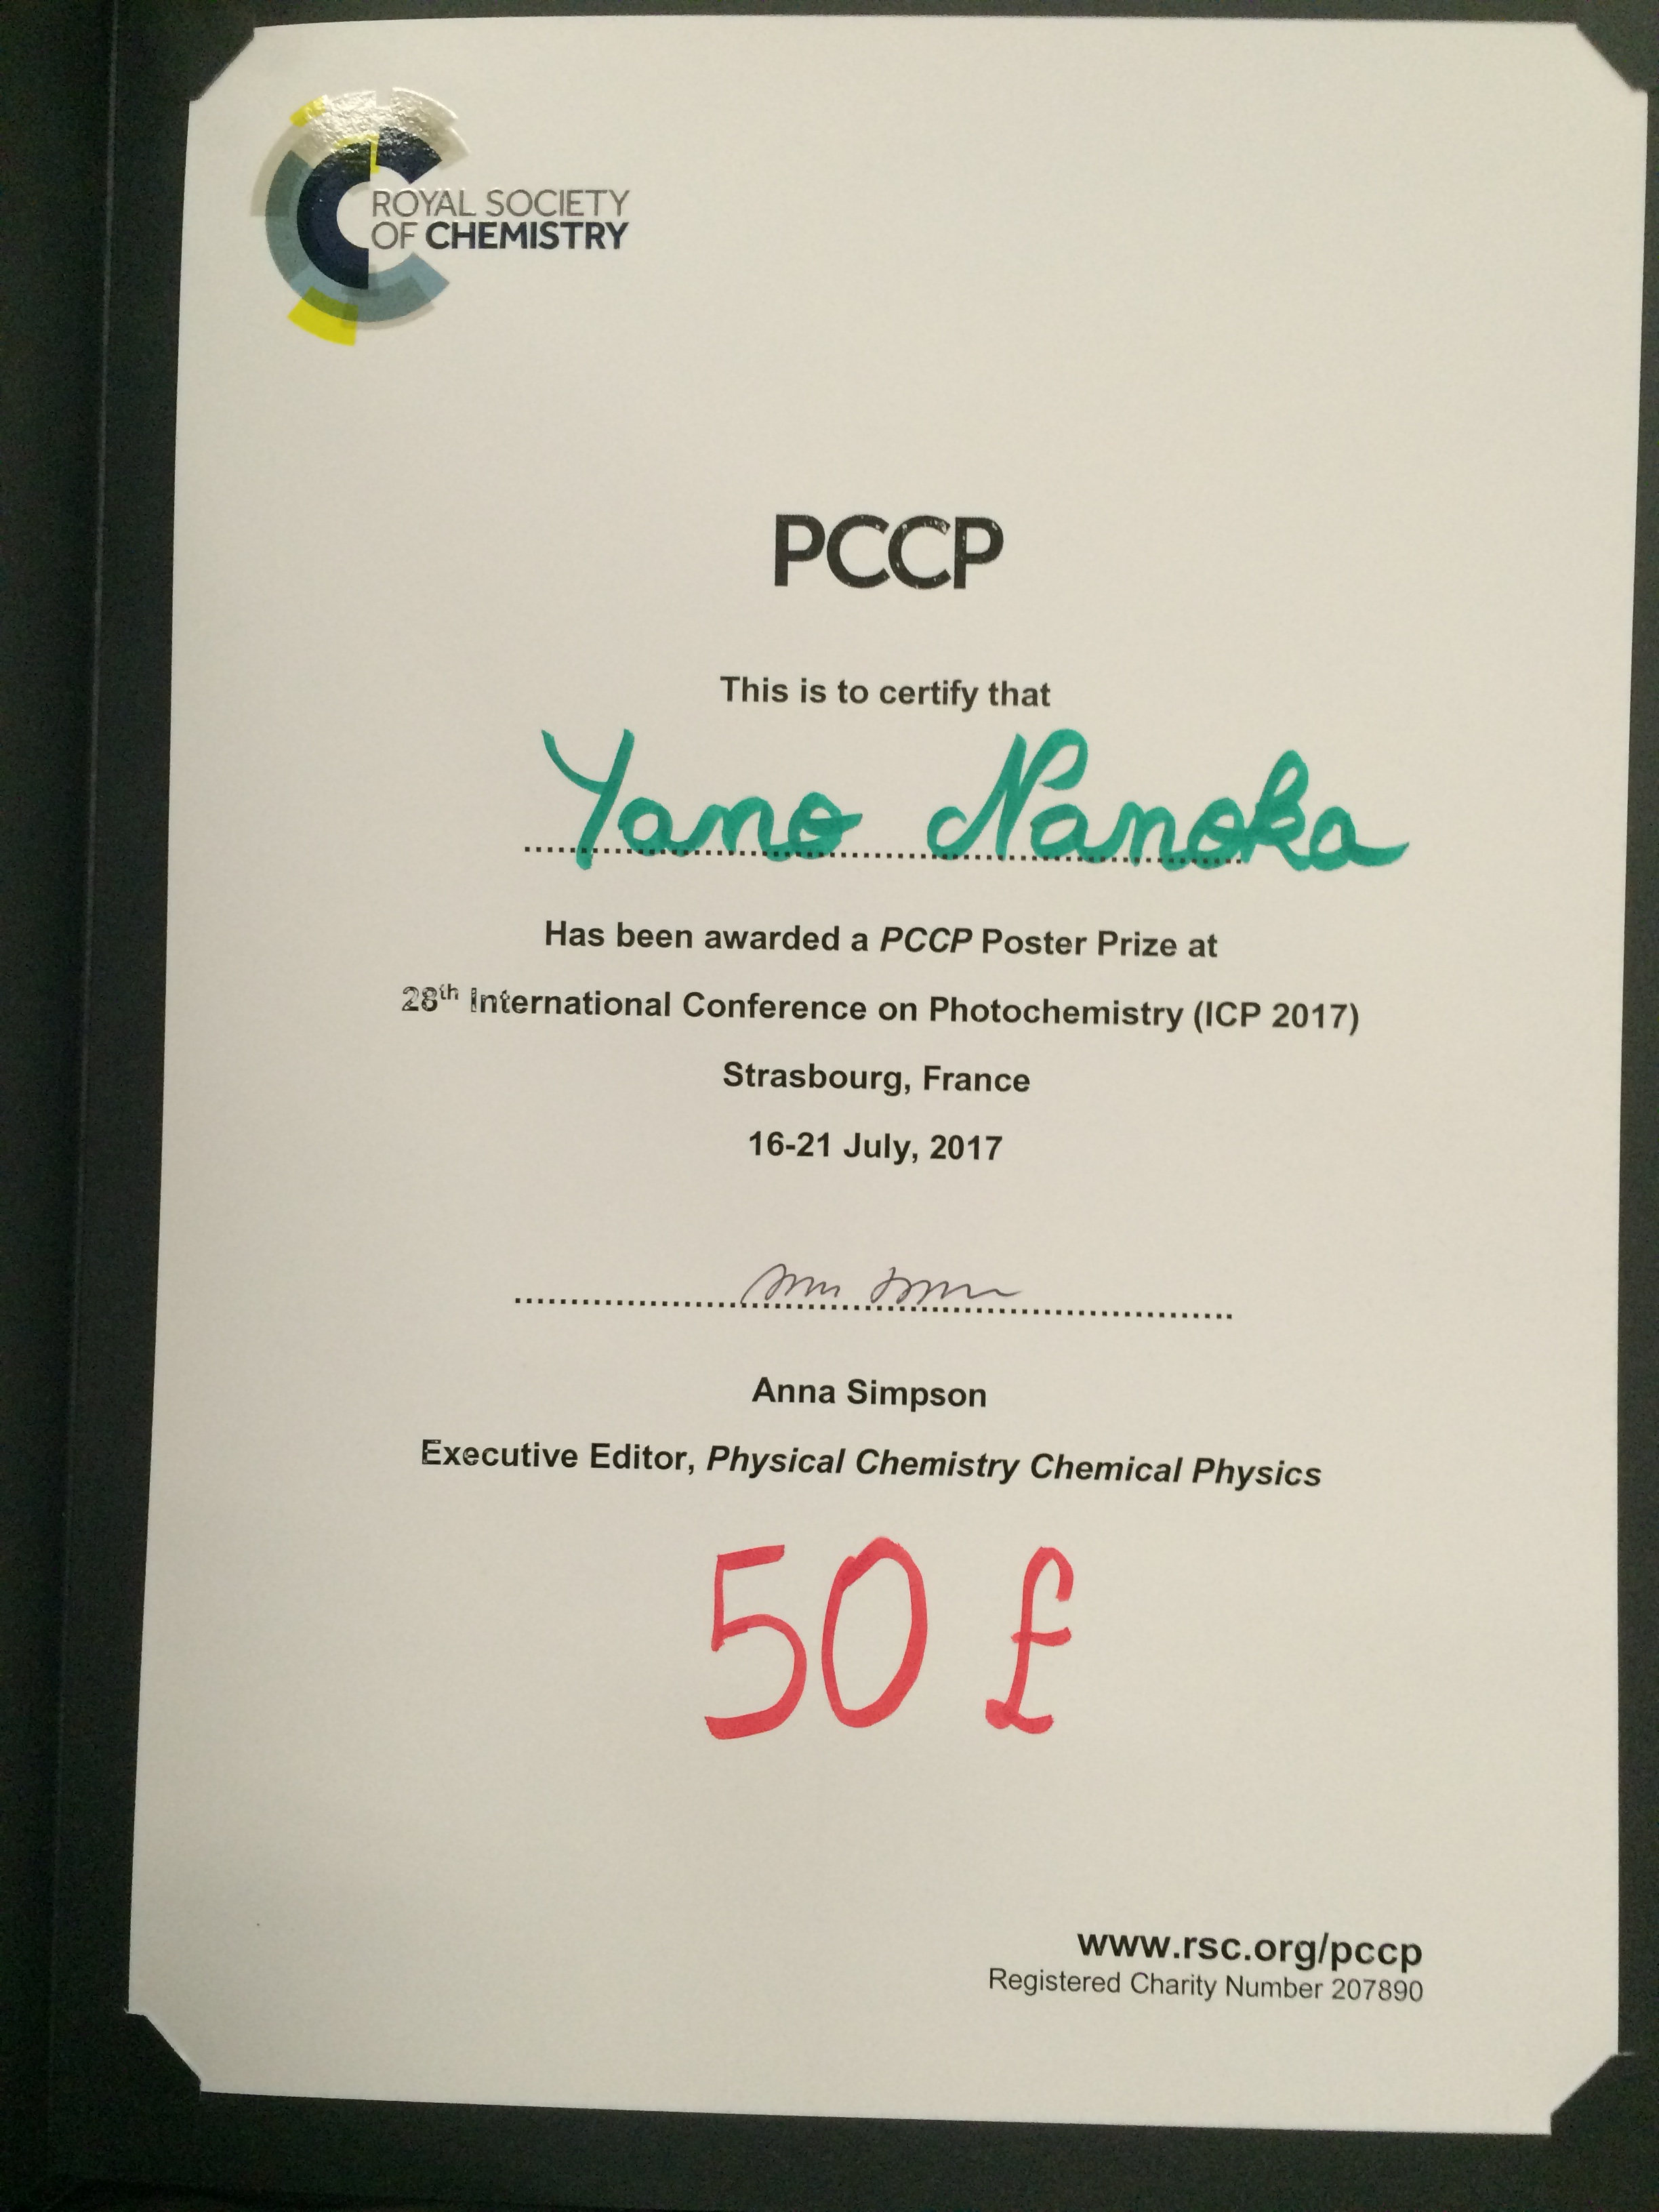 ROYAL SOCIETY
OF CHEMISTRY
PCCP
This is to certify that
Yano Nanoka
Has been awarded a PCCP Poster Prize at
28th International Conference on Photochemistry (ICP 2017)
Strasbourg, France
16-21 July, 2017
Anna Simpson
Executive Editor, Physical Chemistry Chemical Physics
50 £
www.rsc.org/pccp
Registered Charity Number 207890